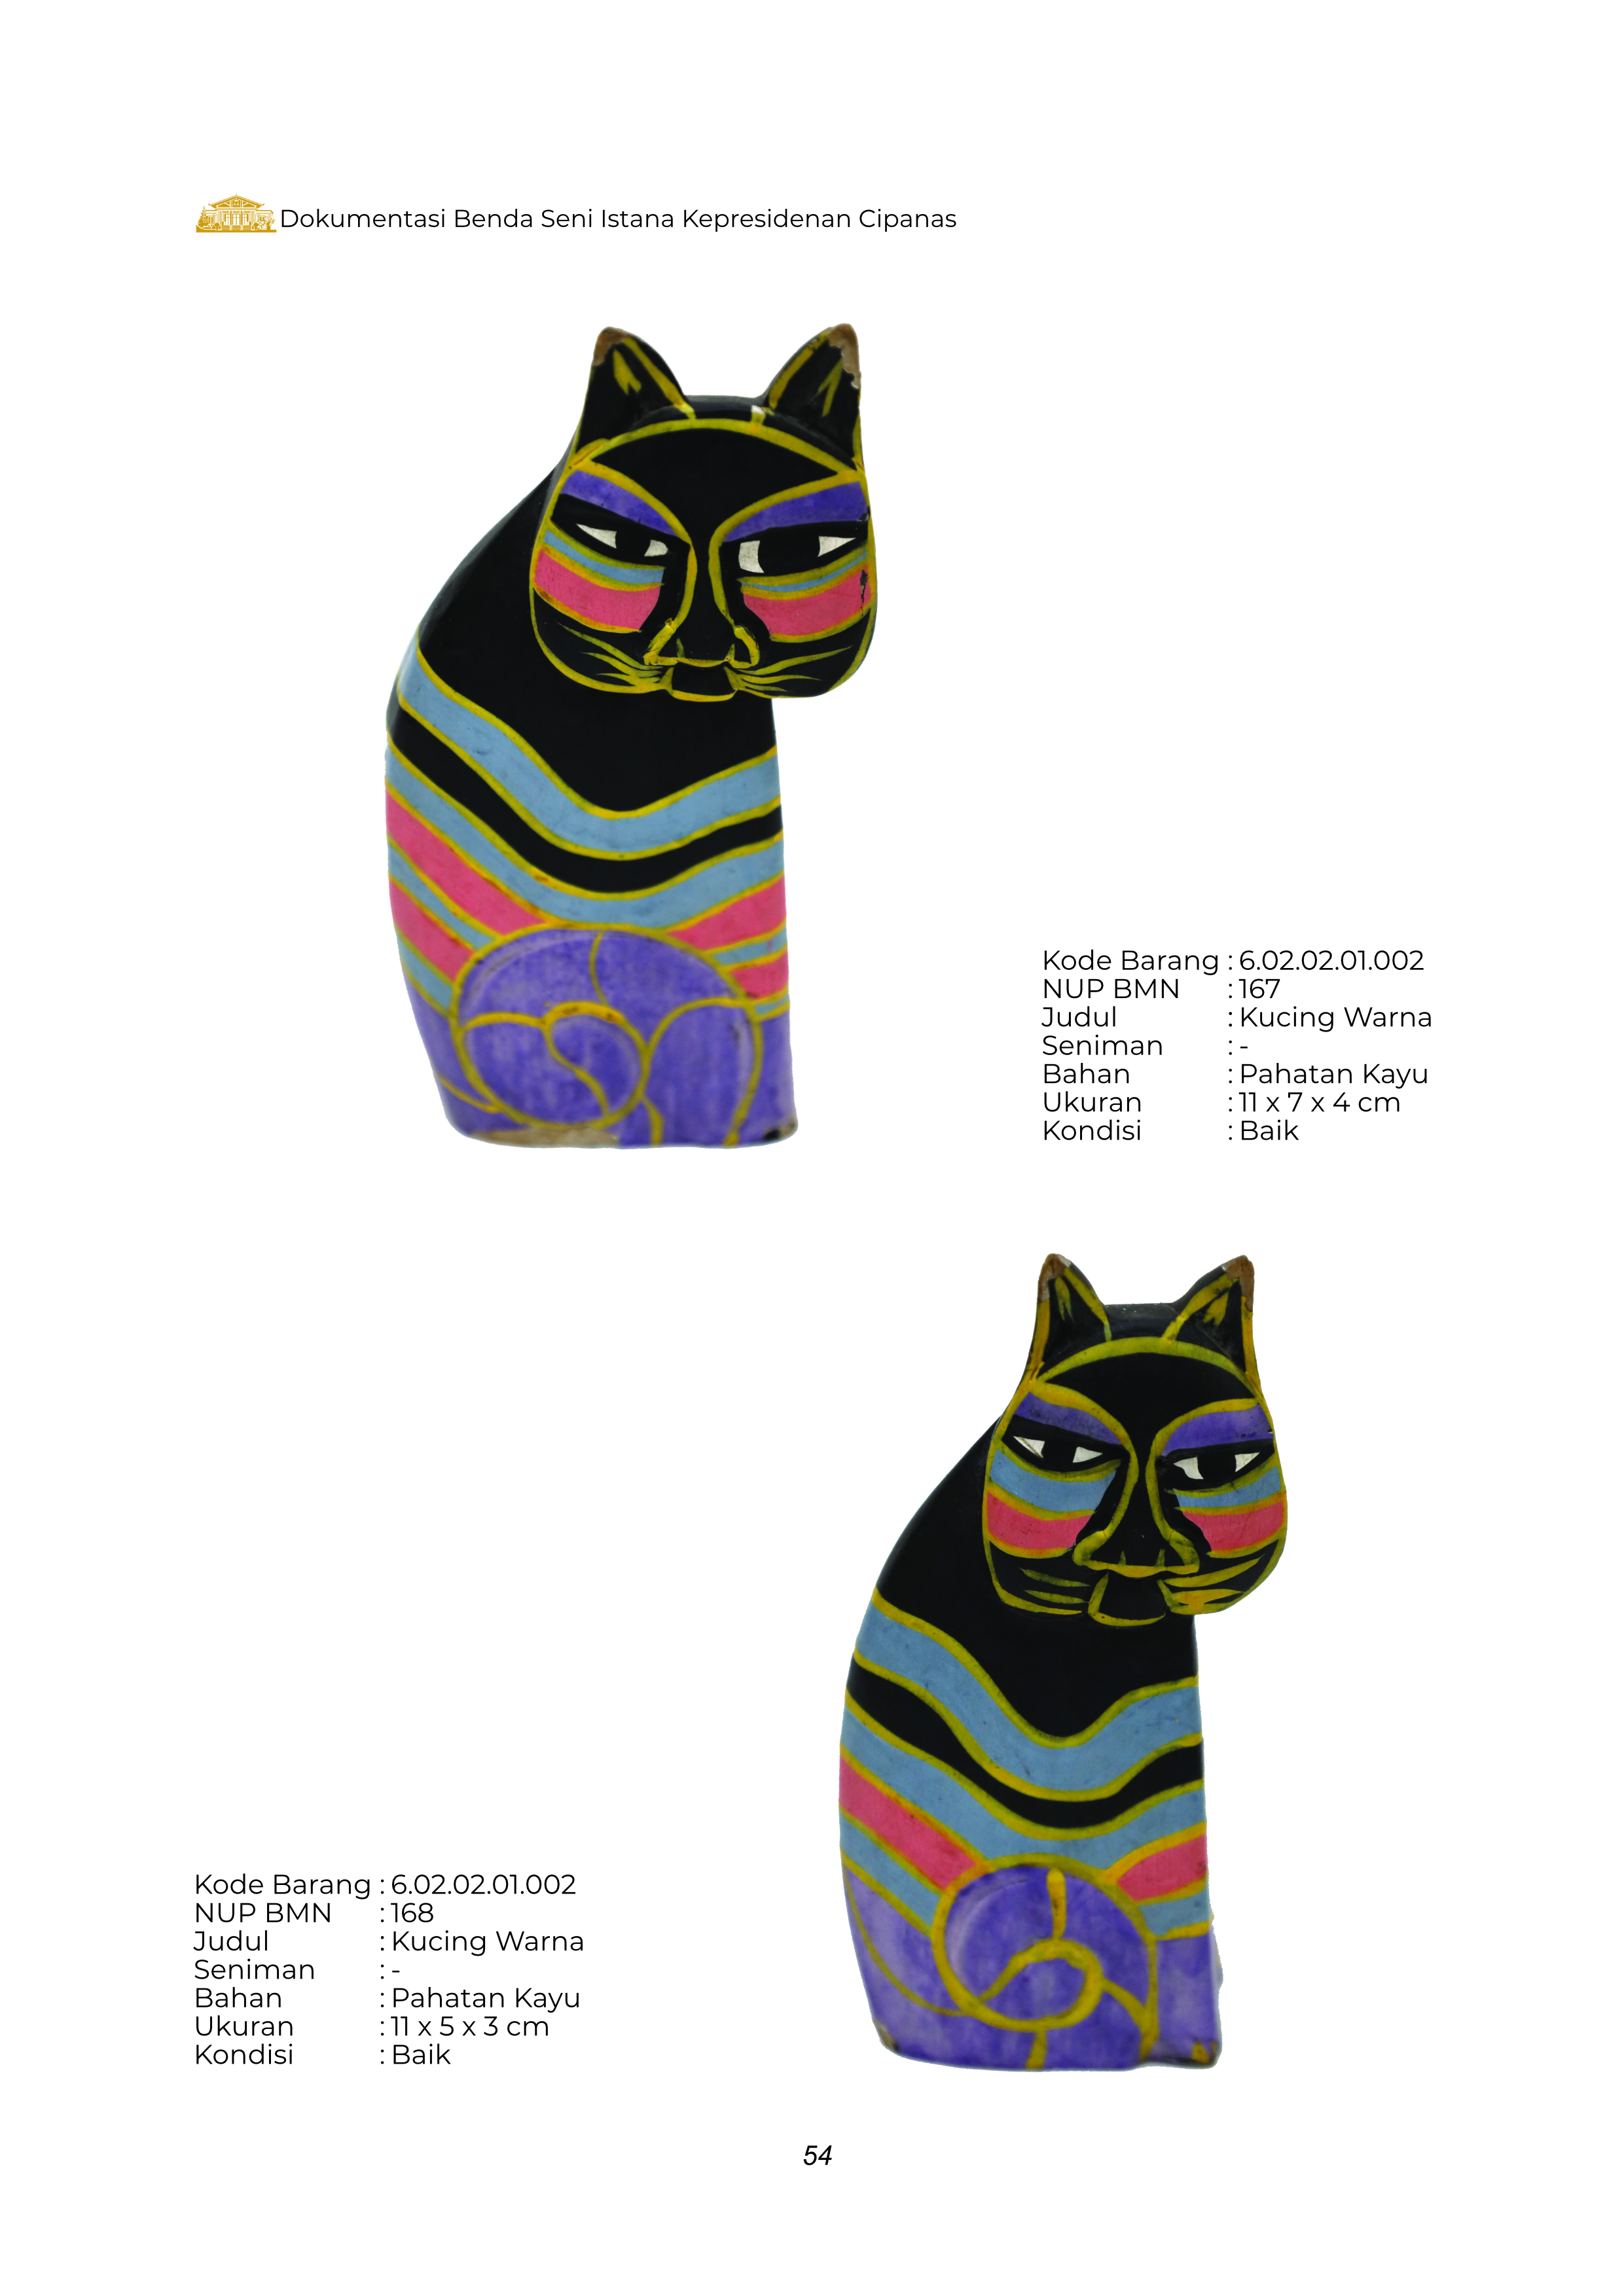 Dokumentasi Benda Seni Istana Kepresidenan Cipanas
Kode Barang : 6.02.02.01.002
NUP BMN : 167
Judul : Kucing Warna
Seniman : -
Bahan : Pahatan Kayu
Ukuran : 11 x 7 x 4 cm
Kondisi : Baik
Kode Barang : 6.02.02.01.002
NUP BMN : 168
Judul : Kucing Warna
Seniman : -
Bahan : Pahatan Kayu
Ukuran : 11 x 5 x 3 cm
Kondisi : Baik
54